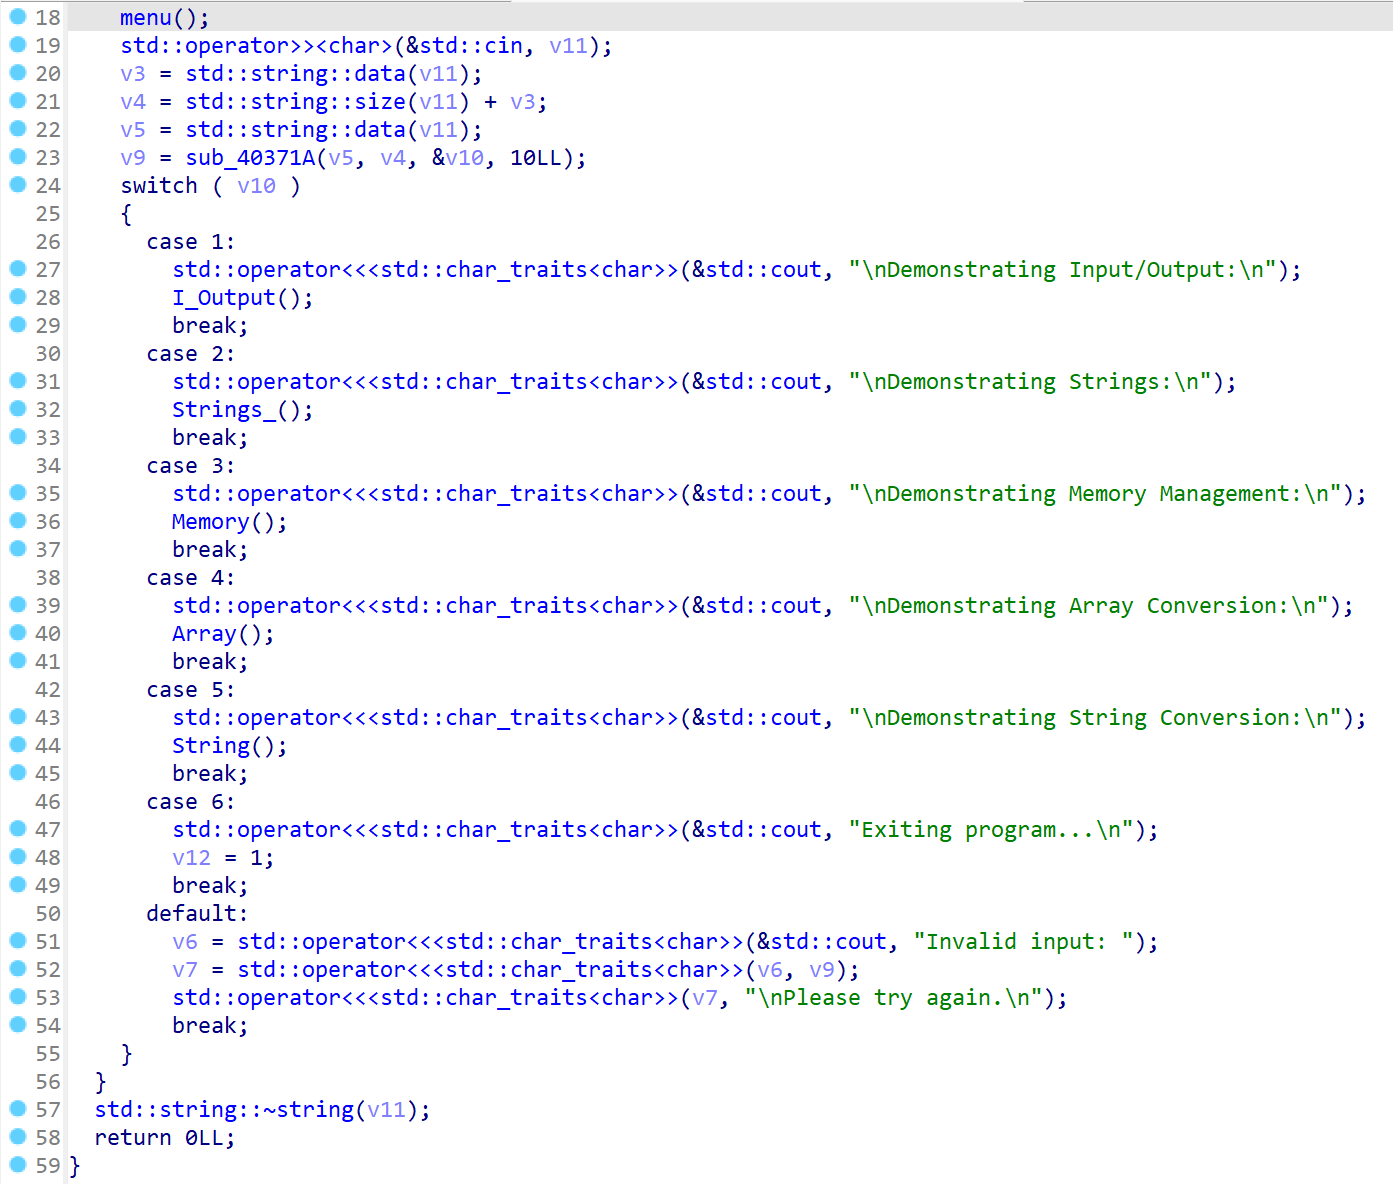 18 menu();
19 std::operator>><char>(&std::cin, v11);
20 v3 = std::string::data(v11);
21 v4 = std::string::size(v11) + v3;
22 v5 = std::string::data(v11);
23 v9 = sub_40371A(v5, v4, &v10, 10LL);
24 switch ( v10 )
25 {
26 case 1:
27 std::operator<<<std::char_traits<char>>(&std::cout, "\nDemonstrating Input/Output:\n");
28 I_Output();
29 break;
30 case 2:
31 std::operator<<<std::char_traits<char>>(&std::cout, "\nDemonstrating Strings:\n");
32 Strings_();
33 break;
34 case 3:
35 std::operator<<<std::char_traits<char>>(&std::cout, "\nDemonstrating Memory Management:\n");
36 Memory();
37 break;
38 case 4:
39 std::operator<<<std::char_traits<char>>(&std::cout, "\nDemonstrating Array Conversion:\n");
40 Array();
41 break;
42 case 5:
43 std::operator<<<std::char_traits<char>>(&std::cout, "\nDemonstrating String Conversion:\n");
44 String();
45 break;
46 case 6:
47 std::operator<<<std::char_traits<char>>(&std::cout, "Exiting program...\n");
48 v12 = 1;
49 break;
50 default:
51 v6 = std::operator<<<std::char_traits<char>>(&std::cout, "Invalid input: ");
52 v7 = std::operator<<<std::char_traits<char>>(v6, v9);
53 std::operator<<<std::char_traits<char>>(v7, "\nPlease try again.\n");
54 break;
55 }
56 }
57 std::string::~string(v11);
58 return 0LL;
59 }